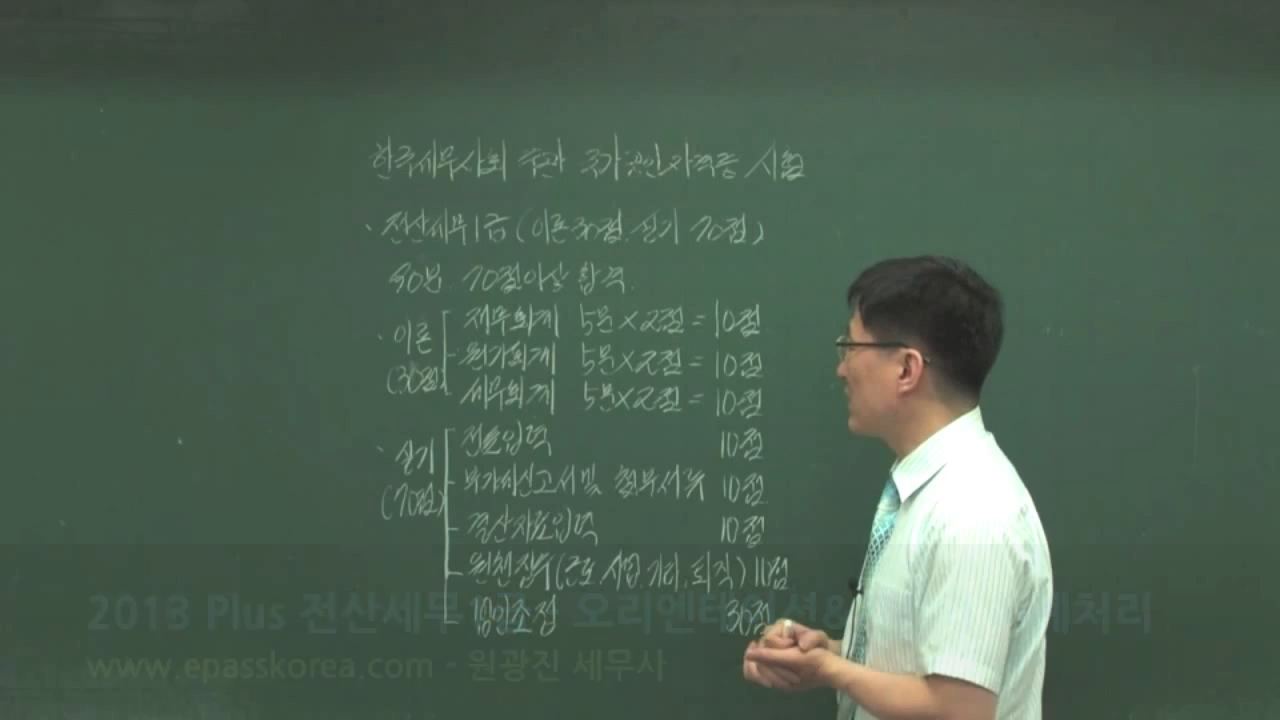 한국세무사회 주관 국가공인자격증 시험
· 전산세무1급 (이론30점, 실기 70점)
90분. 70점이상 합격.
· 이론 (30점)
재무회계 5문×2점 = 10점
원가회계 5문×2점 = 10점
세무회계 5문×2점 = 10점
· 실기 (70점)
전표입력 10점
부가세신고서및 첨부서류 10점
결산자료입력 10점
원천징수(근로, 사업, 기타, 퇴직) 10점
법인조정 30점
2013 Plus 전산세무 오리엔테이션& 처리
www.epasskorea.com - 원광진 세무사